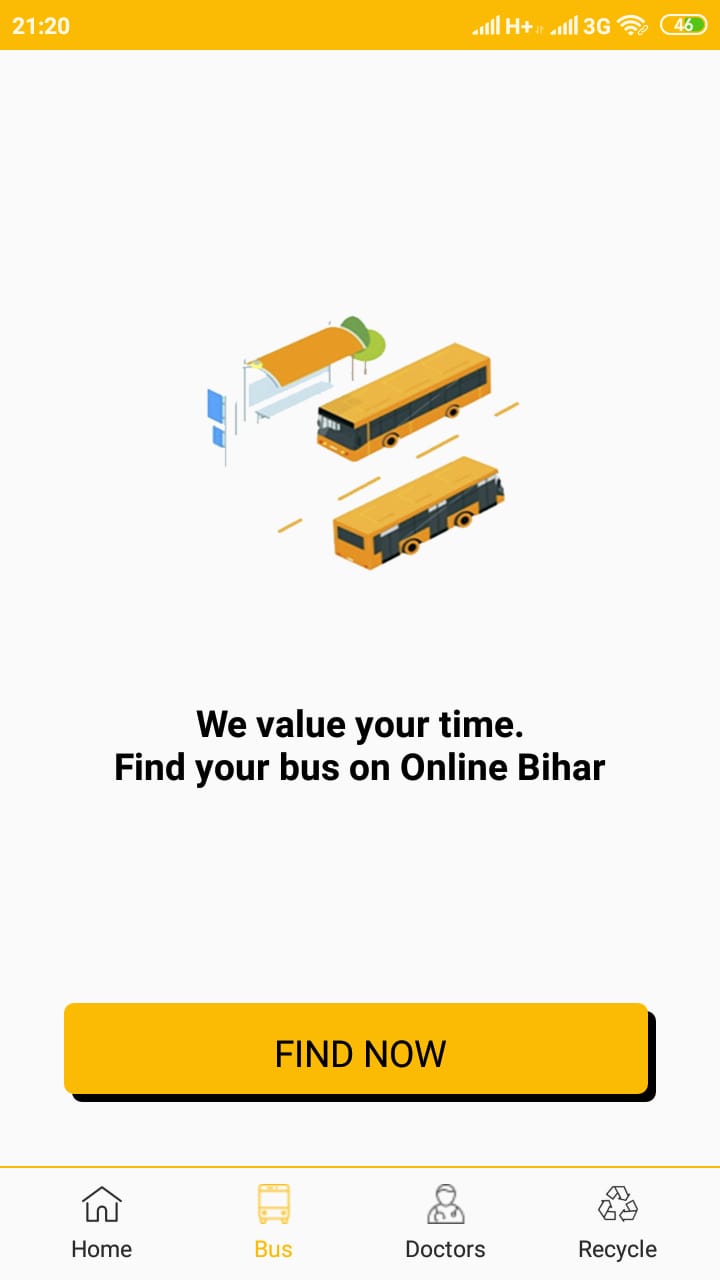 21:20 H+ 3G 46
We value your time.
Find your bus on Online Bihar
FIND NOW
Home Bus Doctors Recycle